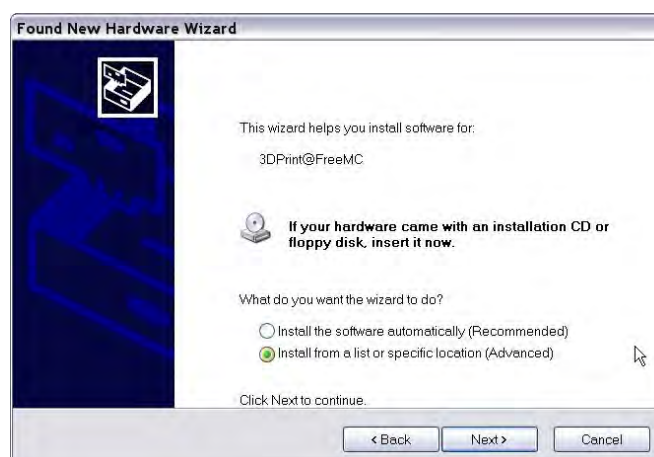 Found New Hardware Wizard
This wizard helps you install software for:
3DPrint@FreeMC
If your hardware came with an installation CD or
floppy disk, insert it now.
What do you want the wizard to do?
Install the software automatically (Recommended)
Install from a list or specific location (Advanced)
Click Next to continue.
< Back
Next >
Cancel